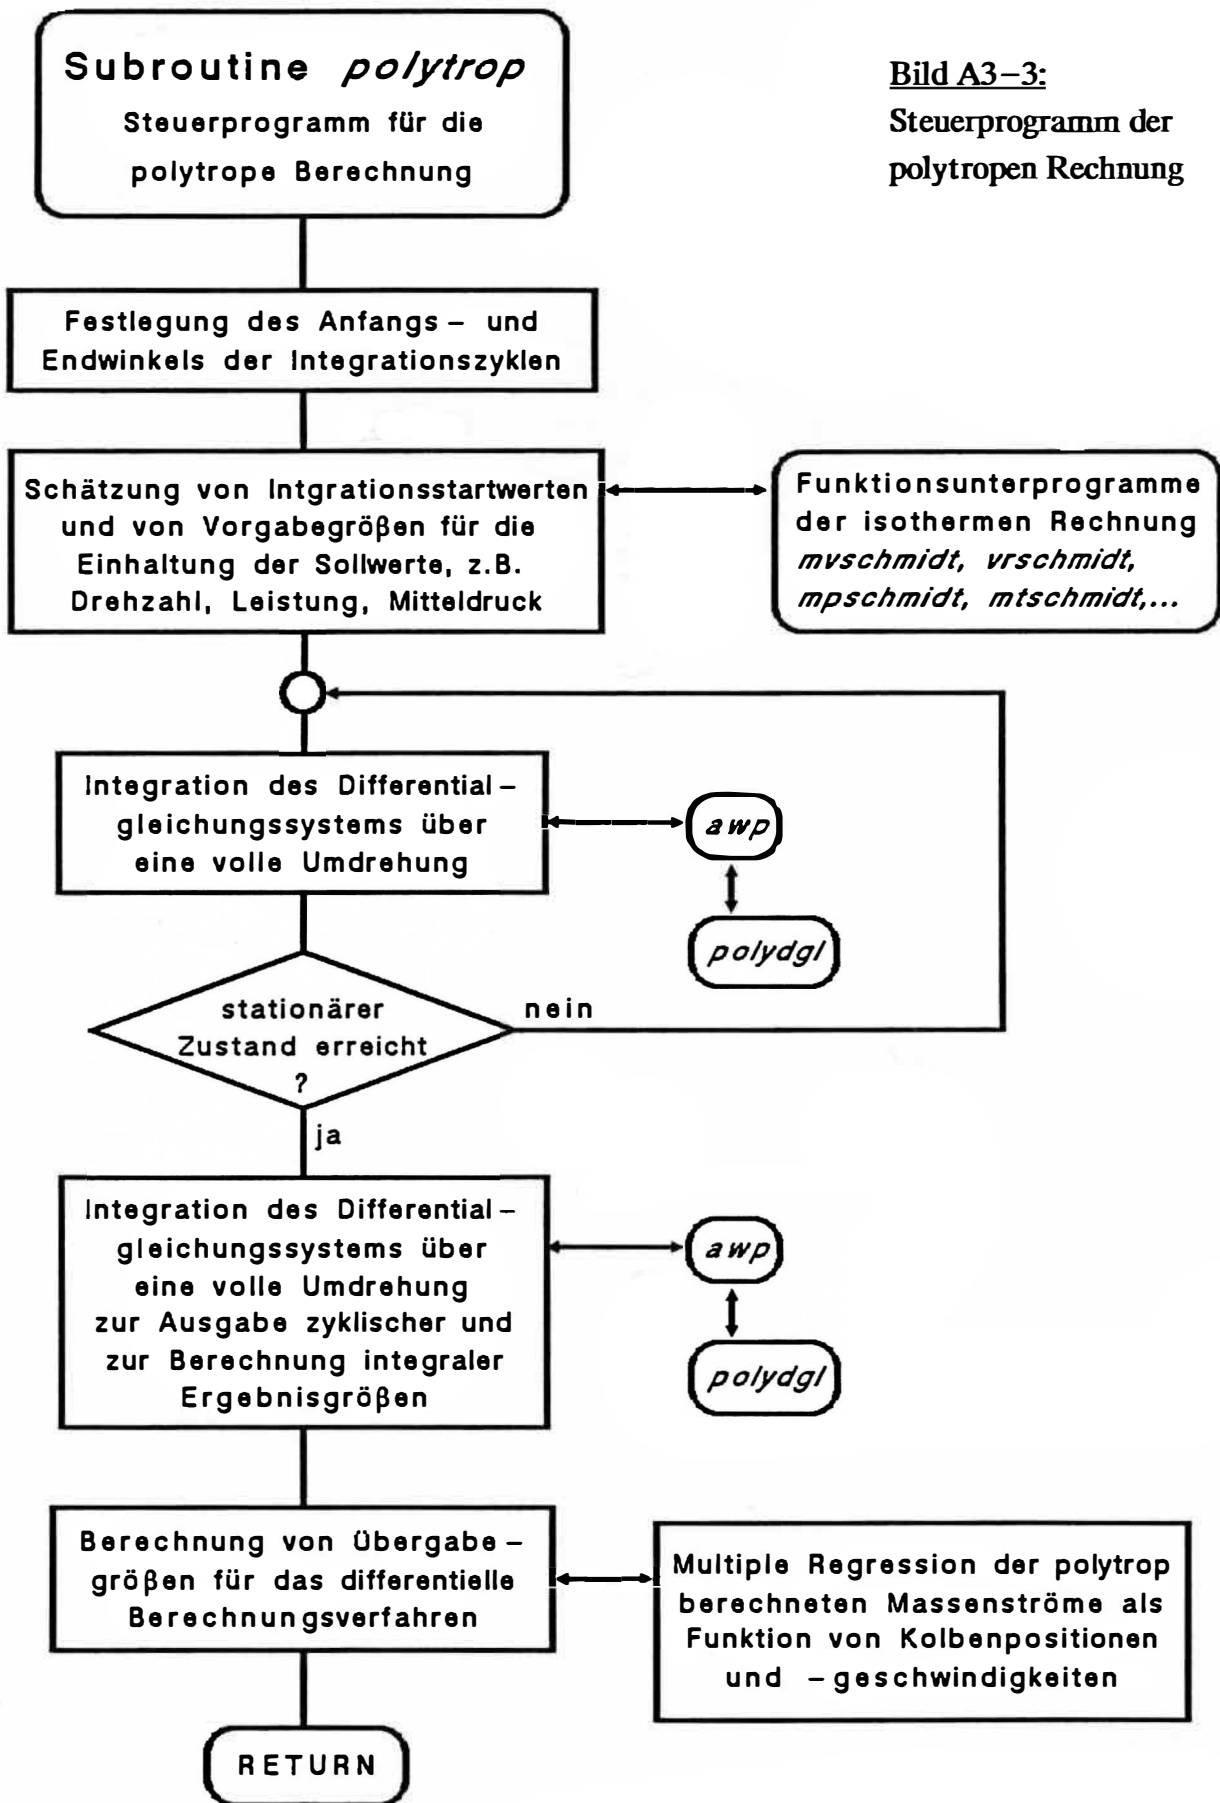 Subroutine polytrop
Steuerprogramm für die
polytrope Berechnung
Bild A3-3:
Steuerprogramm der
polytropen Rechnung
Festlegung des Anfangs- und
Endwinkels der Integrationszyklen
Schätzung von Intgrationsstartwerten
und von Vorgabegrößen für die
Einhaltung der Sollwerte, z.B.
Drehzahl, Leistung, Mitteldruck
Funktionsunterprogramme
der isothermen Rechnung
mvschmidt, vrschmidt,
mpschmidt, mtschmidt,...
Integration des Differential-
gleichungssystems über
eine volle Umdrehung
awp
polydgl
stationärer
Zustand erreicht
?
nein
ja
Integration des Differential-
gleichungssystems über
eine volle Umdrehung
zur Ausgabe zyklischer und
zur Berechnung integraler
Ergebnisgrößen
awp
polydgl
Berechnung von Übergabe-
größen für das differentielle
Berechnungsverfahren
Multiple Regression der polytrop
berechneten Massenströme als
Funktion von Kolbenpositionen
und -geschwindigkeiten
RETURN